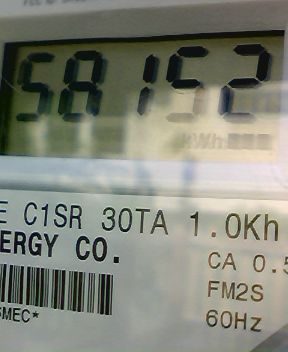 58152
kWh
E C1SR 30TA 1.0Kh
ERGY CO.
CA 0.5
FM2S
60Hz
SMEC*